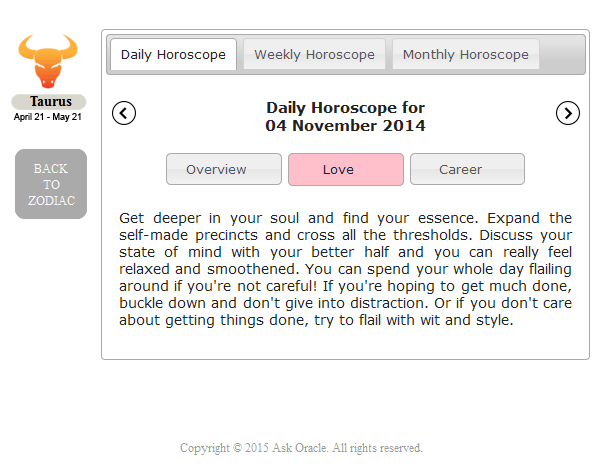 Daily Horoscope Weekly Horoscope Monthly Horoscope
Taurus
April 21 - May 21
BACK
TO
ZODIAC
Daily Horoscope for
04 November 2014
Overview Love Career
Get deeper in your soul and find your essence. Expand the
self-made precincts and cross all the thresholds. Discuss your
state of mind with your better half and you can really feel
relaxed and smoothened. You can spend your whole day flailing
around if you're not careful! If you're hoping to get much done,
buckle down and don't give into distraction. Or if you don't care
about getting things done, try to flail with wit and style.
Copyright © 2015 Ask Oracle. All rights reserved.